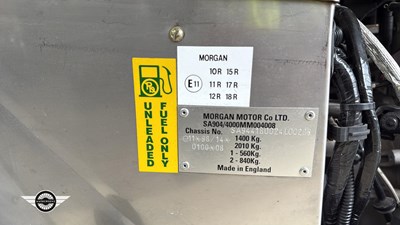 MORGAN
10R 15R
E11 11R 17R
12R 18R
UNLEADED
FUEL ONLY
MORGAN MOTOR Co LTD.
SA904/4000MM004008
Chassis No.
1400 Kg.
2010 Kg.
1 - 560Kg.
2 - 840Kg.
Made in England